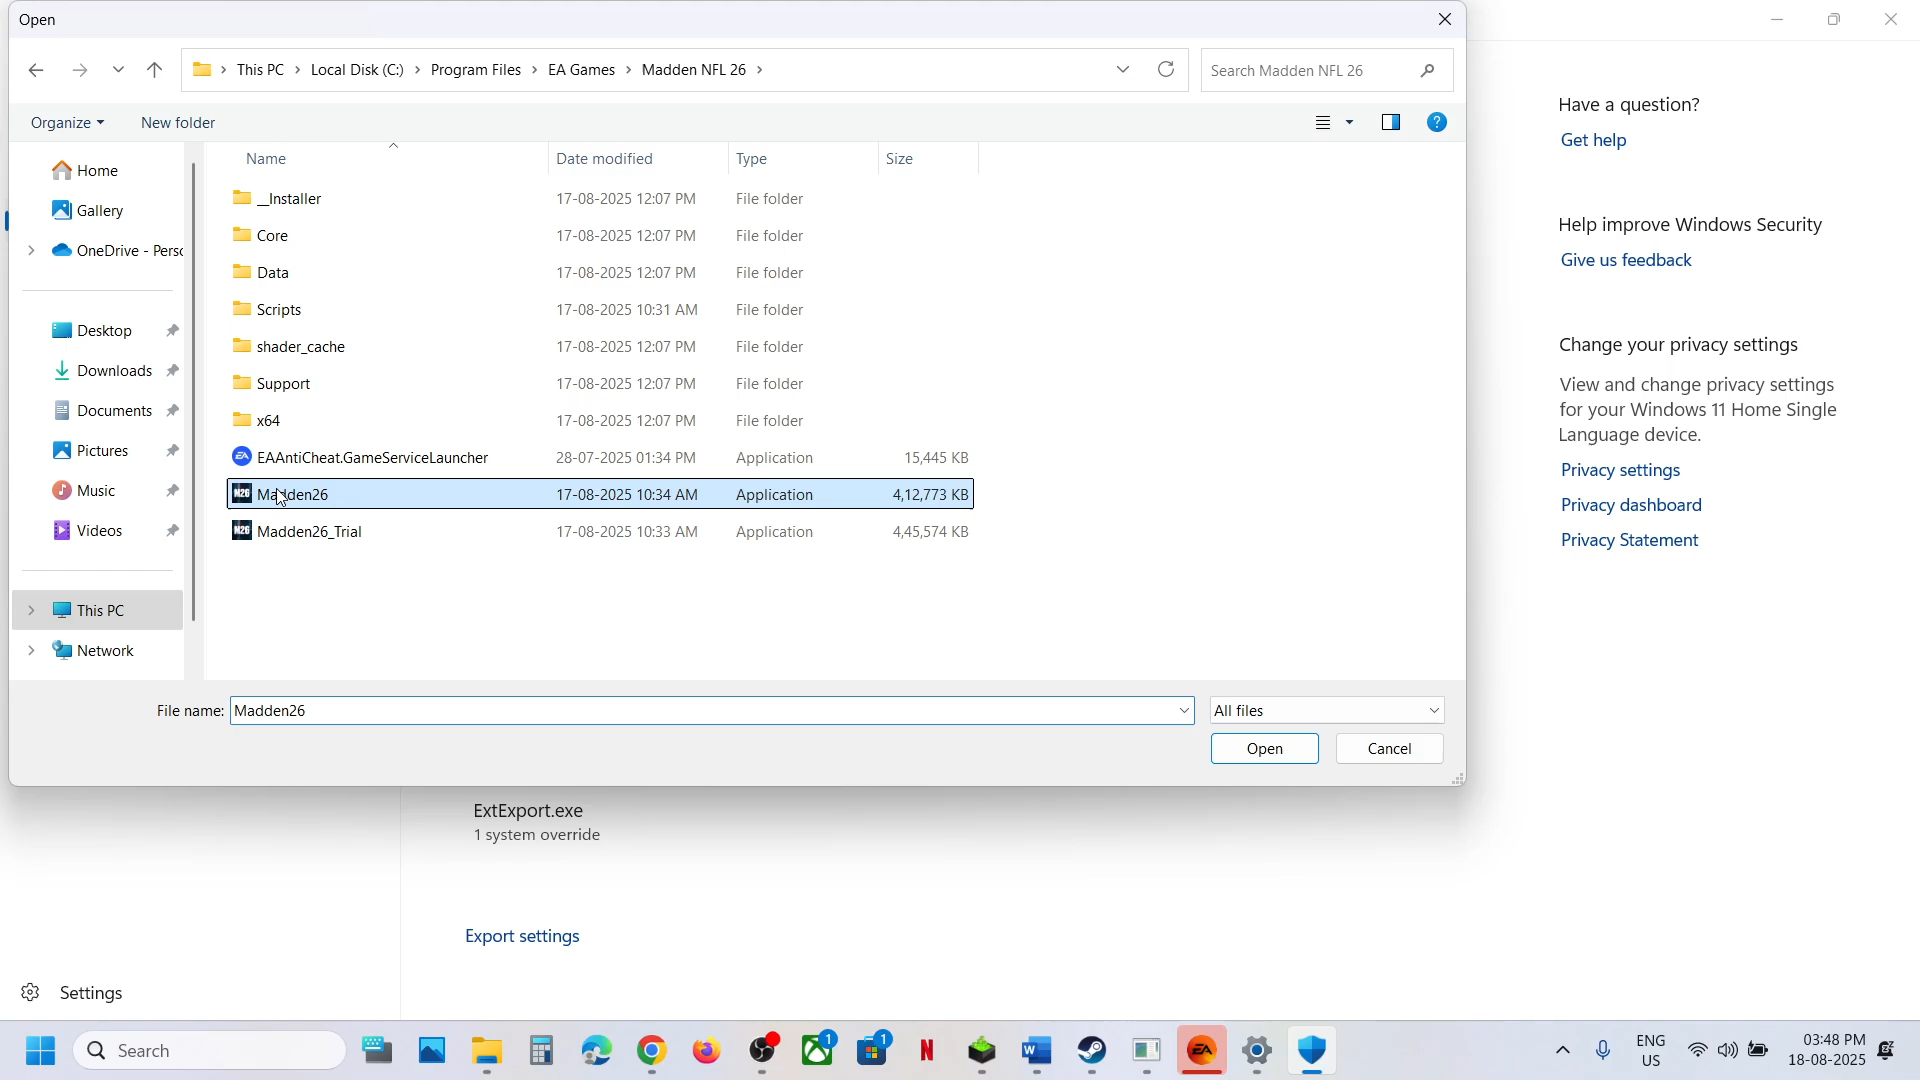 Open
This PC > Local Disk (C:) > Program Files > EA Games > Madden NFL 26 >
Search Madden NFL 26
Organize
New folder
Name
Date modified
Type
Size
Home
Gallery
OneDrive - Perso
Desktop
Downloads
Documents
Pictures
Music
Videos
This PC
Network
__Installer 17-08-2025 12:07 PM File folder
Core 17-08-2025 12:07 PM File folder
Data 17-08-2025 12:07 PM File folder
Scripts 17-08-2025 10:31 AM File folder
shader_cache 17-08-2025 12:07 PM File folder
Support 17-08-2025 12:07 PM File folder
x64 17-08-2025 12:07 PM File folder
EAAntiCheat.GameServiceLauncher 28-07-2025 01:34 PM Application 15,445 KB
Madden26 17-08-2025 10:34 AM Application 4,12,773 KB
Madden26_Trial 17-08-2025 10:33 AM Application 4,45,574 KB
File name: Madden26
All files
Open
Cancel
Have a question?
Get help
Help improve Windows Security
Give us feedback
Change your privacy settings
View and change privacy settings
for your Windows 11 Home Single
Language device.
Privacy settings
Privacy dashboard
Privacy Statement
ExtExport.exe
1 system override
Export settings
Settings
Search
1
1
ENG
US
03:48 PM
18-08-2025